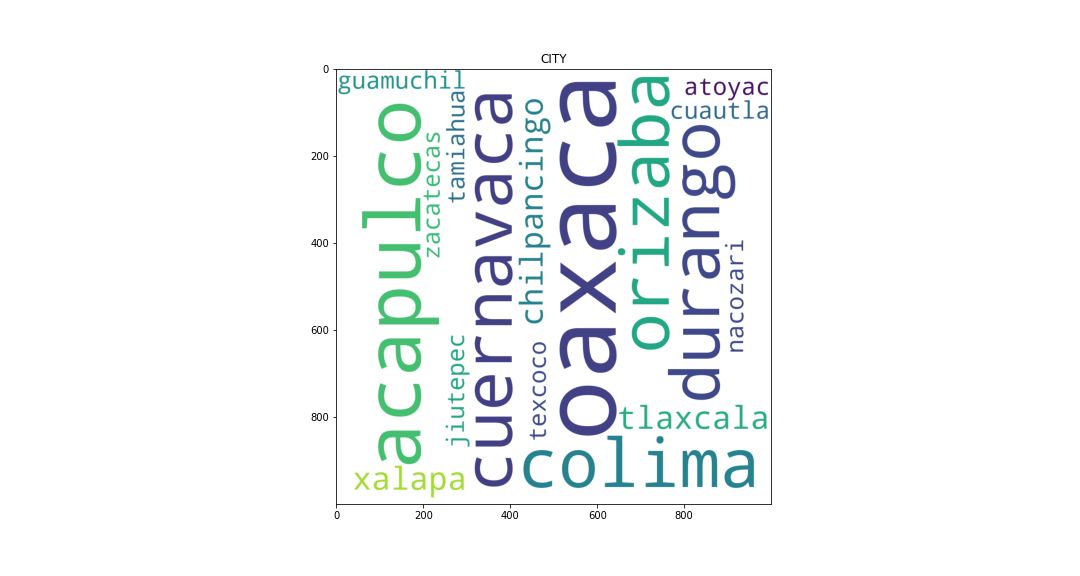 CITY
0
200
400
600
800
0
200
400
600
800
guamuchil
acapulco
zacatecas
tamiahua
cuernavaca
chilpancingo
oaxaca
orizaba
atoyac
cuautla
durango
nacozari
jiutepec
texcoco
tlaxcala
xalapa
colima